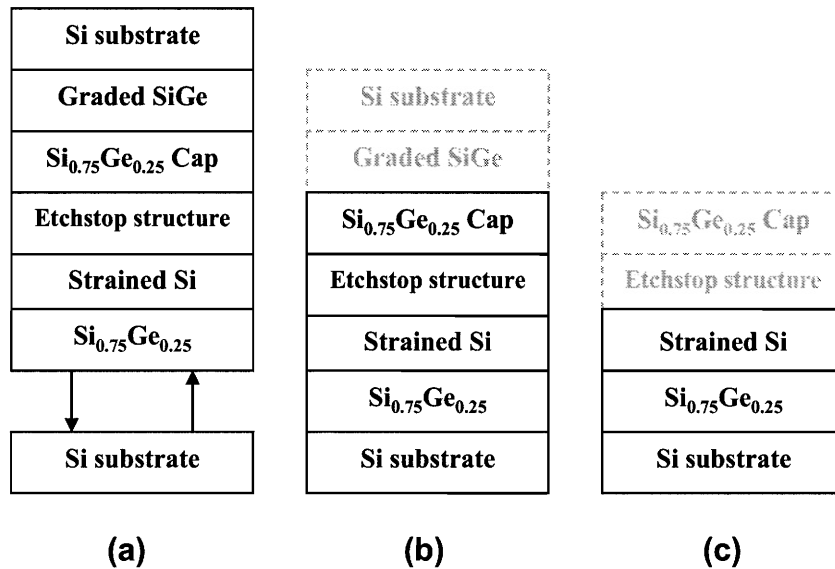 Si substrate
Graded SiGe
Si0.75Ge0.25 Cap
Etchstop structure
Strained Si
Si0.75Ge0.25
Si substrate
(a)
Si substrate
Graded SiGe
Si0.75Ge0.25 Cap
Etchstop structure
Strained Si
Si0.75Ge0.25
Si substrate
(b)
Si0.75Ge0.25 Cap
Etchstop structure
Strained Si
Si0.75Ge0.25
Si substrate
(c)